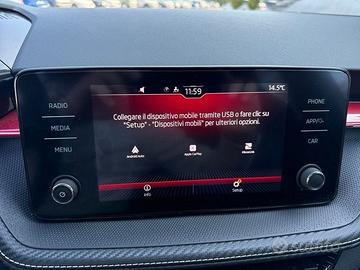 11:59
14.5°C
RADIO
MEDIA
MENU
Collegare il dispositivo mobile tramite USB o fare clic su
"Setup" - "Dispositivi mobili" per ulteriori opzioni.
Android Auto
Apple CarPlay
MirrorLink
Info
Setup
PHONE
APP/
CAR